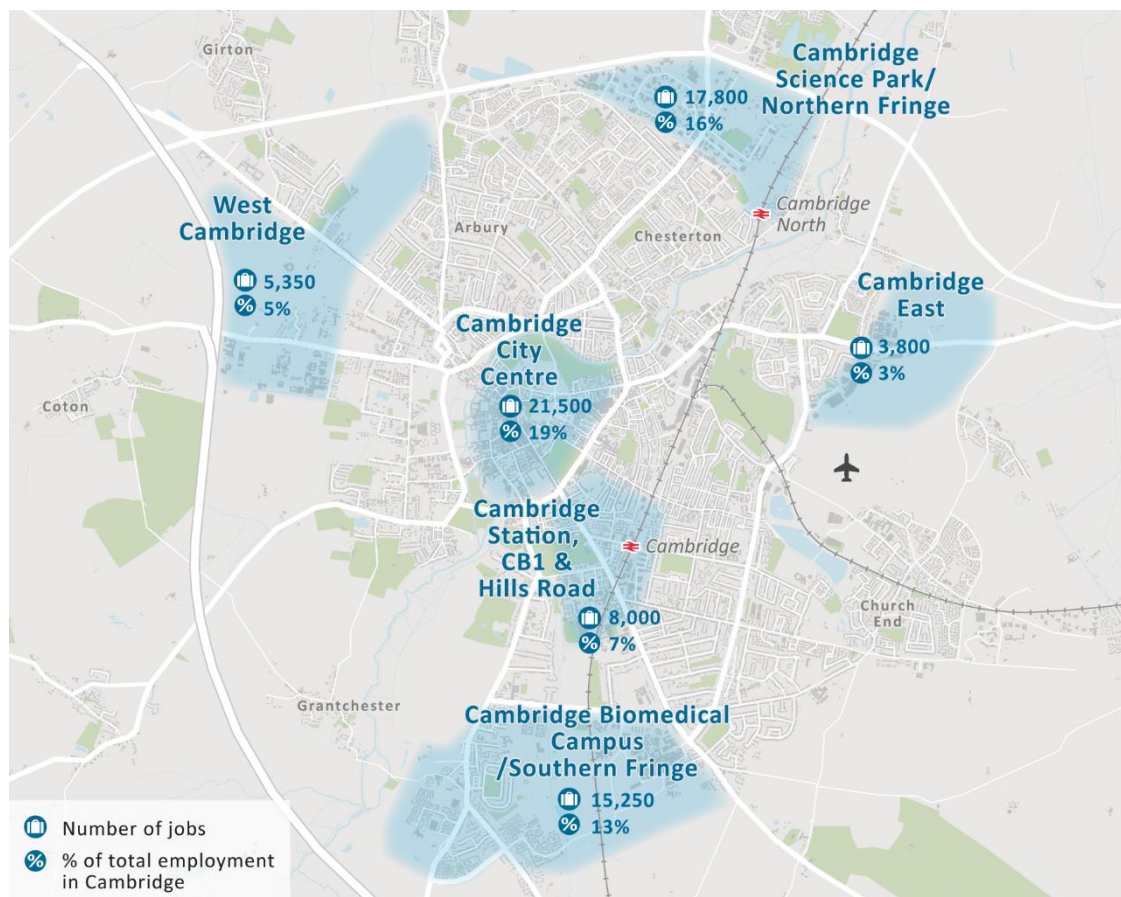 Girton
Cambridge
Science Park/
Northern Fringe
17,800
16%
Cambridge
North
West
Cambridge
5,350
5%
Arbury
Chesterton
Cambridge
East
3,800
3%
Cambridge
City
Centre
21,500
19%
Coton
Cambridge
Station,
CB1 &
Hills Road
8,000
7%
Cambridge
Church
End
Grantchester
Cambridge Biomedical
Campus
/Southern Fringe
15,250
13%
Number of jobs
% % of total employment
in Cambridge